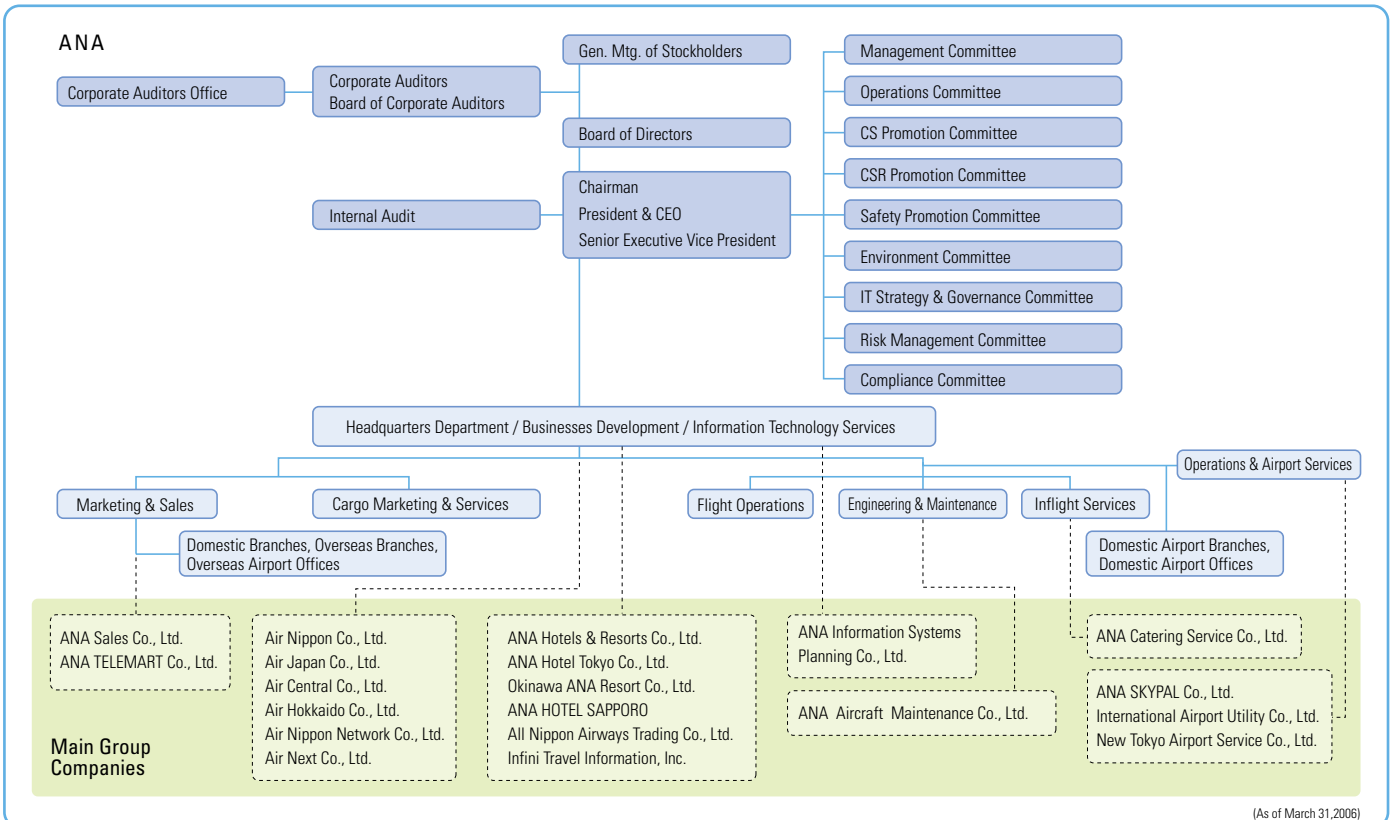 ANA
Corporate Auditors Office
Corporate Auditors
Board of Corporate Auditors
Gen. Mtg. of Stockholders
Board of Directors
Internal Audit
Chairman
President & CEO
Senior Executive Vice President
Management Committee
Operations Committee
CS Promotion Committee
CSR Promotion Committee
Safety Promotion Committee
Environment Committee
IT Strategy & Governance Committee
Risk Management Committee
Compliance Committee
Headquarters Department / Businesses Development / Information Technology Services
Operations & Airport Services
Marketing & Sales
Cargo Marketing & Services
Flight Operations
Engineering & Maintenance
Inflight Services
Domestic Branches, Overseas Branches,
Overseas Airport Offices
Domestic Airport Branches,
Domestic Airport Offices
ANA Sales Co., Ltd.
ANA TELEMART Co., Ltd.
Air Nippon Co., Ltd.
Air Japan Co., Ltd.
Air Central Co., Ltd.
Air Hokkaido Co., Ltd.
Air Nippon Network Co., Ltd.
Air Next Co., Ltd.
ANA Hotels & Resorts Co., Ltd.
ANA Hotel Tokyo Co., Ltd.
Okinawa ANA Resort Co., Ltd.
ANA HOTEL SAPPORO
All Nippon Airways Trading Co., Ltd.
Infini Travel Information, Inc.
ANA Information Systems
Planning Co., Ltd.
ANA Aircraft Maintenance Co., Ltd.
ANA Catering Service Co., Ltd.
ANA SKYPAL Co., Ltd.
International Airport Utility Co., Ltd.
New Tokyo Airport Service Co., Ltd.
Main Group
Companies
(As of March 31,2006)